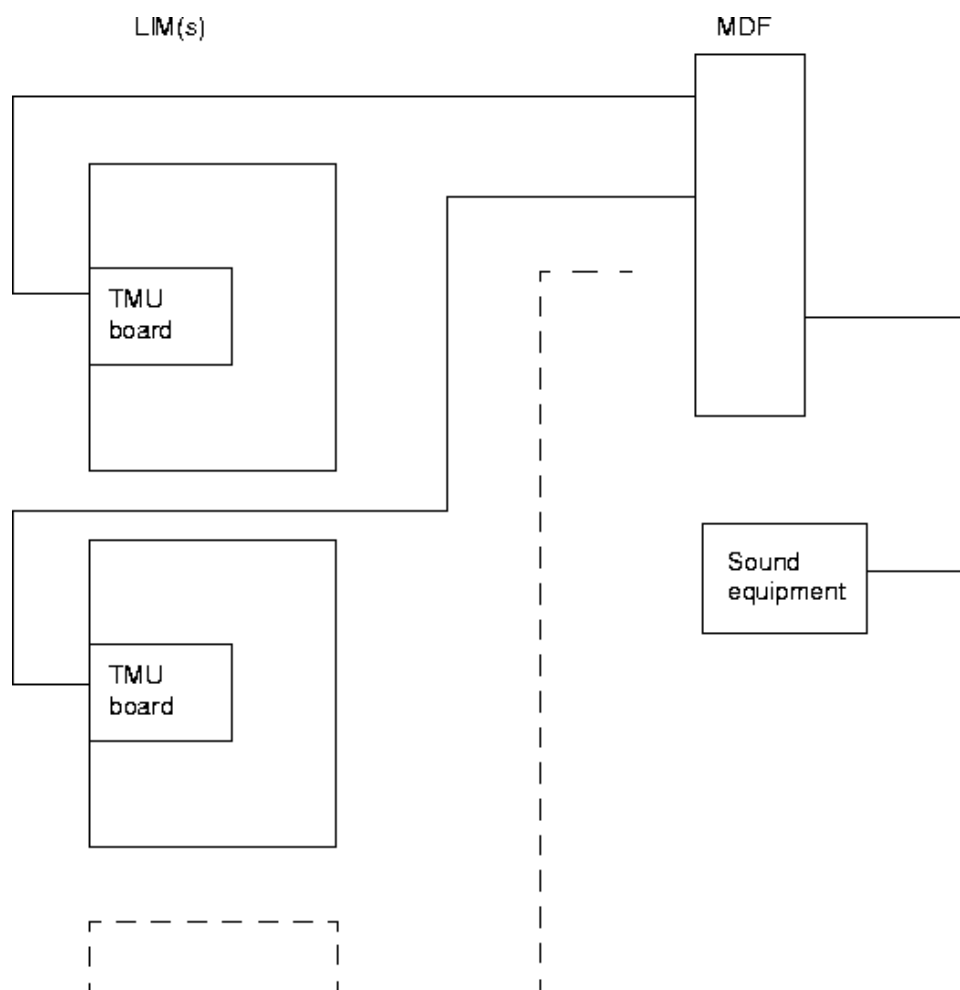 LIM(s)
MDF
TMU
board
Sound
equipment
TMU
board